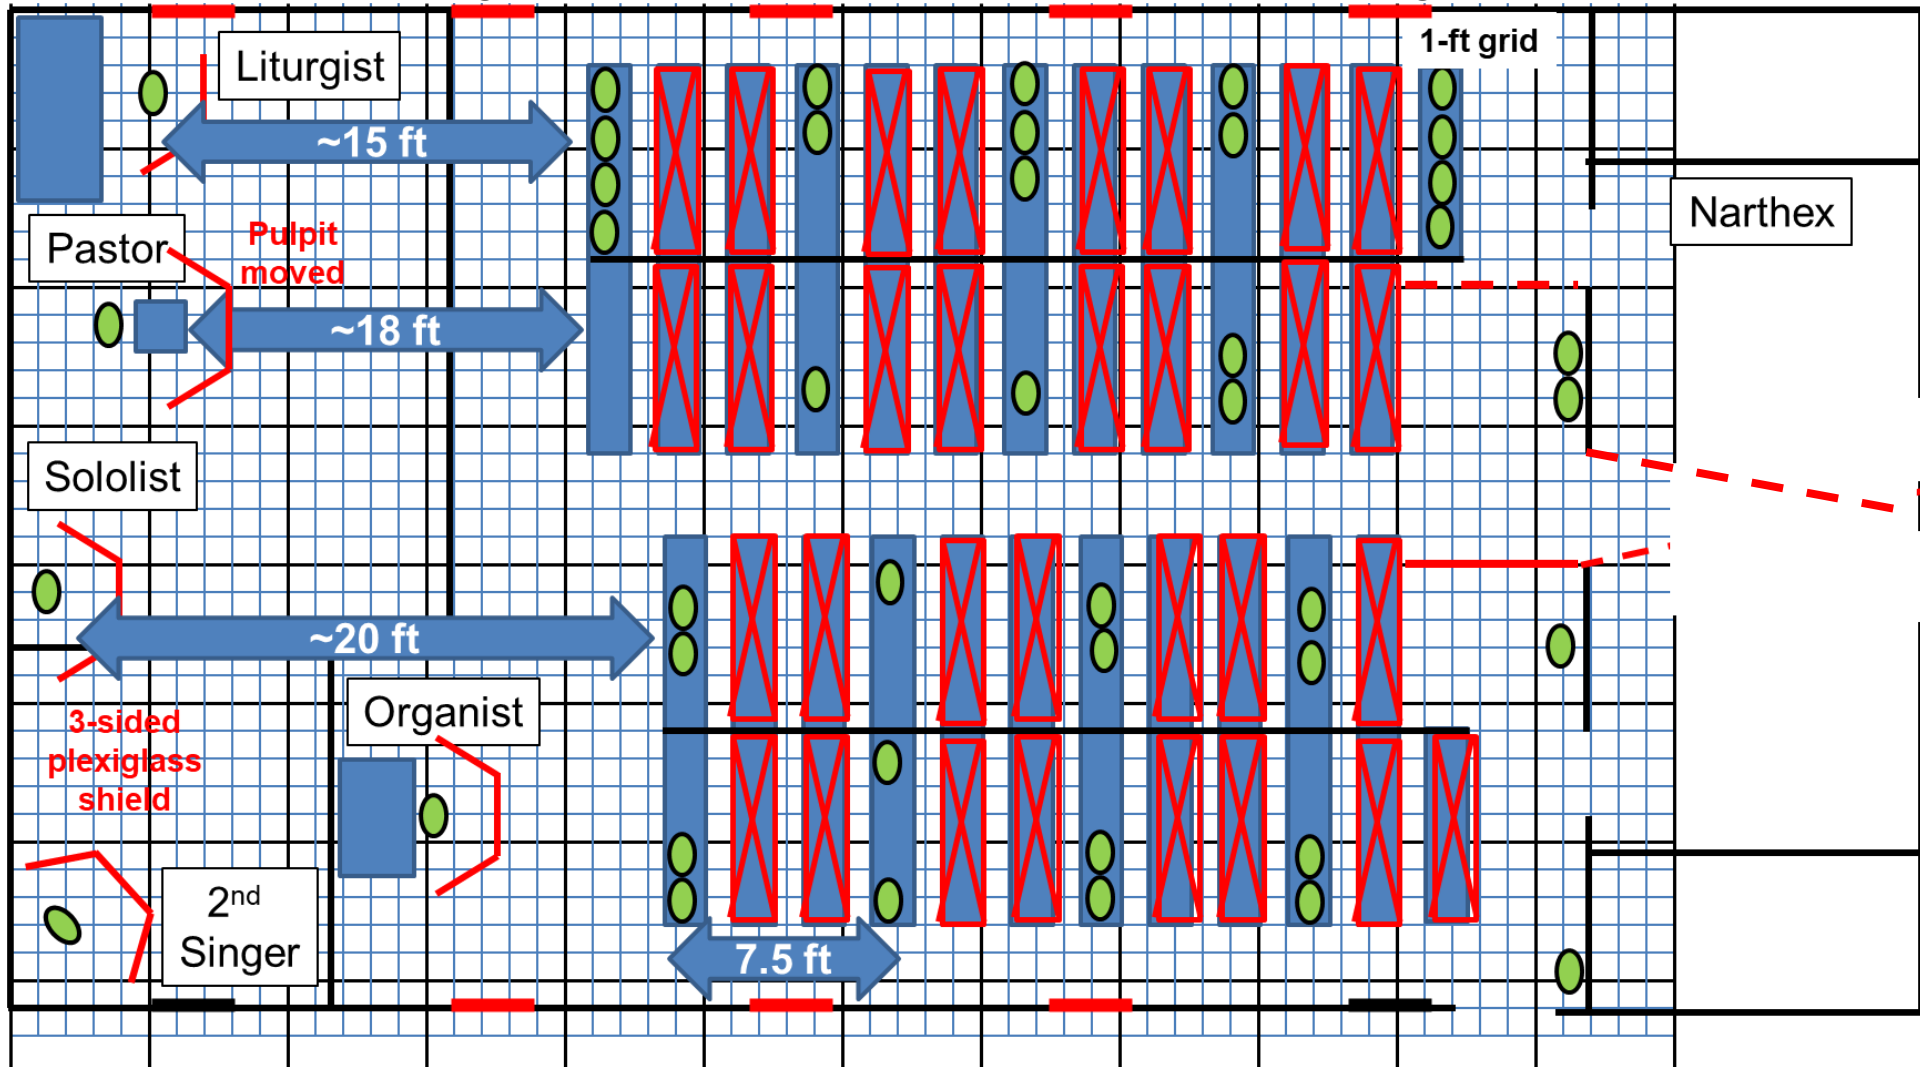 1-ft grid
Liturgist
~15 ft
Narthex
Pastor
Pulpit
moved
~18 ft
Sololist
~20 ft
Organist
3-sided
plexiglass
shield
2nd
Singer
7.5 ft